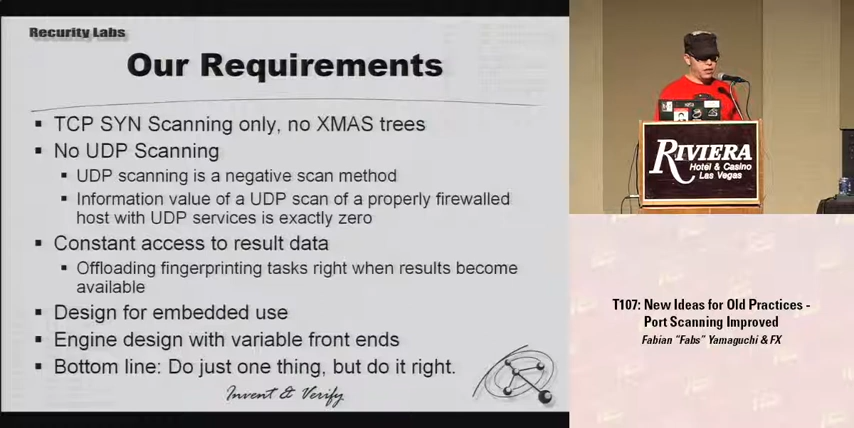 Recurity Labs
Our Requirements
▪ TCP SYN Scanning only, no XMAS trees
▪ No UDP Scanning
▪ UDP scanning is a negative scan method
▪ Information value of a UDP scan of a properly firewalled
host with UDP services is exactly zero
▪ Constant access to result data
▪ Offloading fingerprinting tasks right when results become
available
▪ Design for embedded use
▪ Engine design with variable front ends
▪ Bottom line: Do just one thing, but do it right.
Invent & Verify
RIVIERA
Hotel & Casino
Las Vegas
T107: New Ideas for Old Practices -
Port Scanning Improved
Fabian "Fabs" Yamaguchi & FX